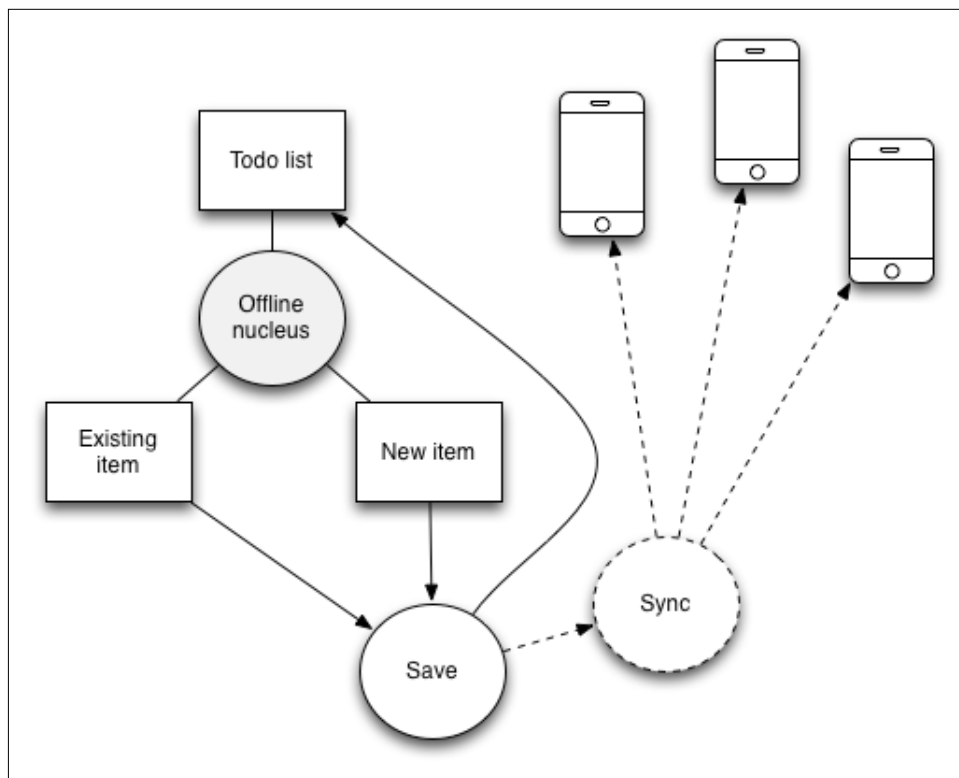 Todo list
Offline
nucleus
Existing
item
New item
Sync
Save